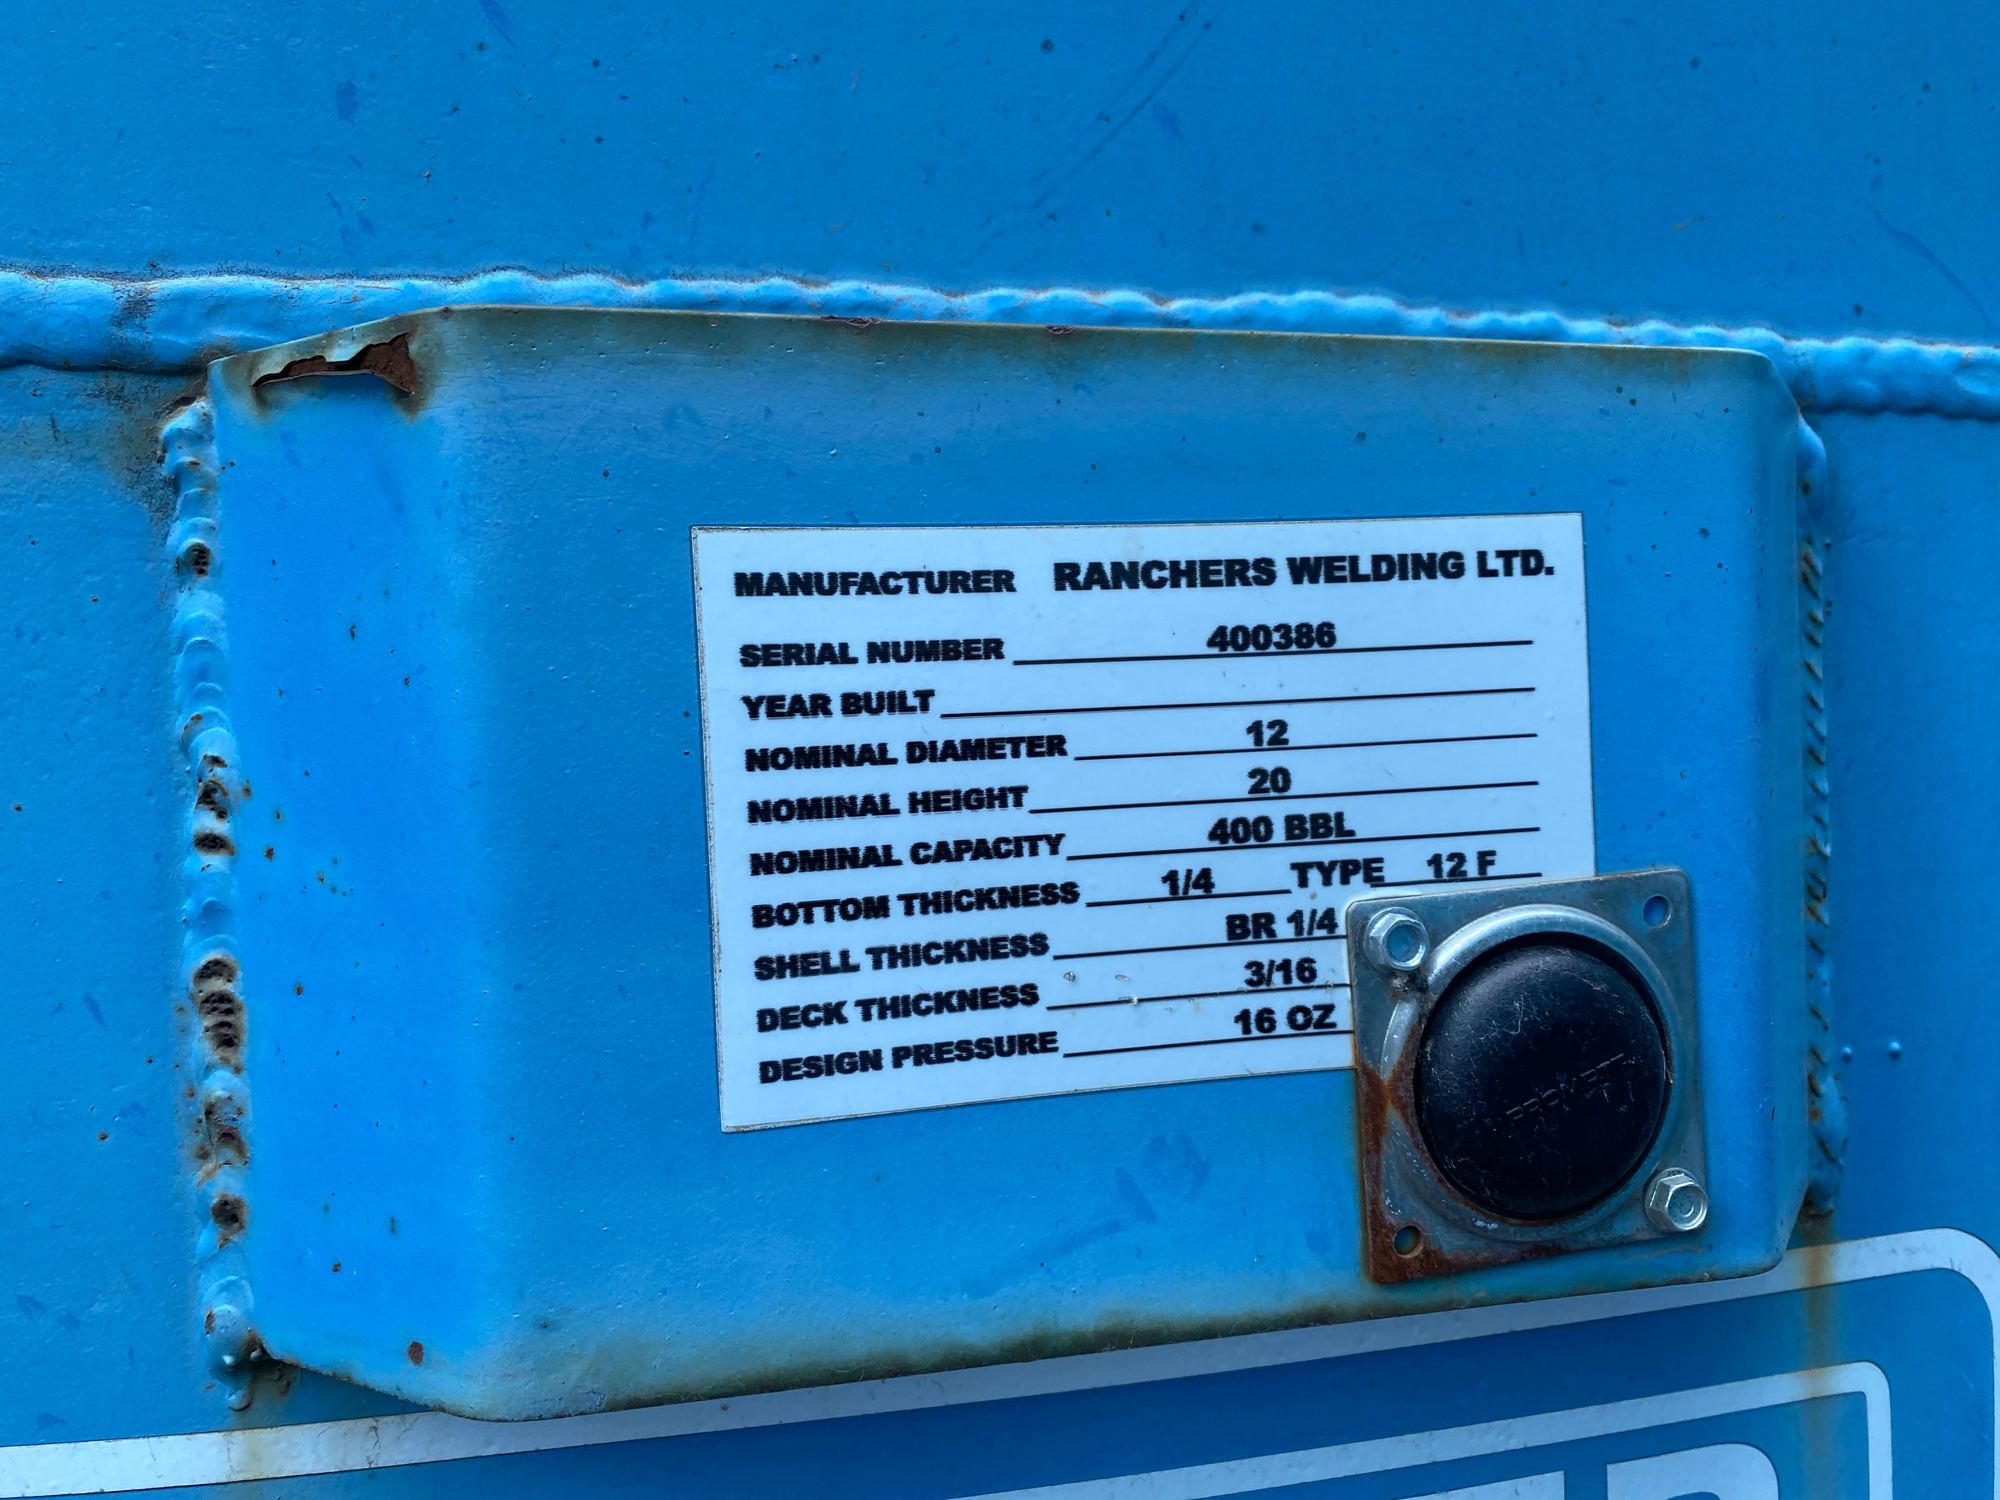 MANUFACTURER RANCHERS WELDING LTD.
SERIAL NUMBER 400386
YEAR BUILT
NOMINAL DIAMETER 12
NOMINAL HEIGHT 20
NOMINAL CAPACITY 400 BBL
BOTTOM THICKNESS 1/4 TYPE 12 F
SHELL THICKNESS BR 1/4
DECK THICKNESS 3/16
DESIGN PRESSURE 16 OZ